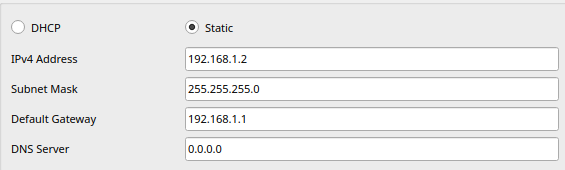 DHCP Static
IPv4 Address 192.168.1.2
Subnet Mask 255.255.255.0
Default Gateway 192.168.1.1
DNS Server 0.0.0.0